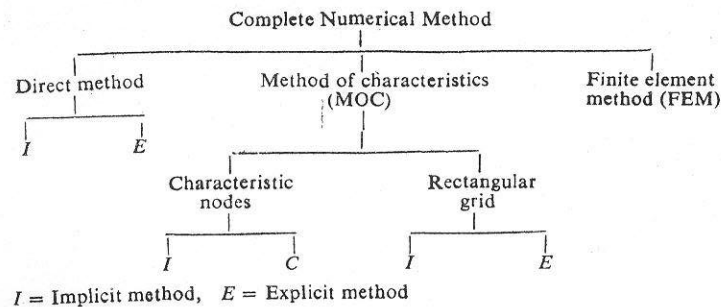 Complete Numerical Method
Direct method
Method of characteristics
(MOC)
Finite element
method (FEM)
I
E
Characteristic
nodes
Rectangular
grid
I
C
I
E
I = Implicit method, E = Explicit method